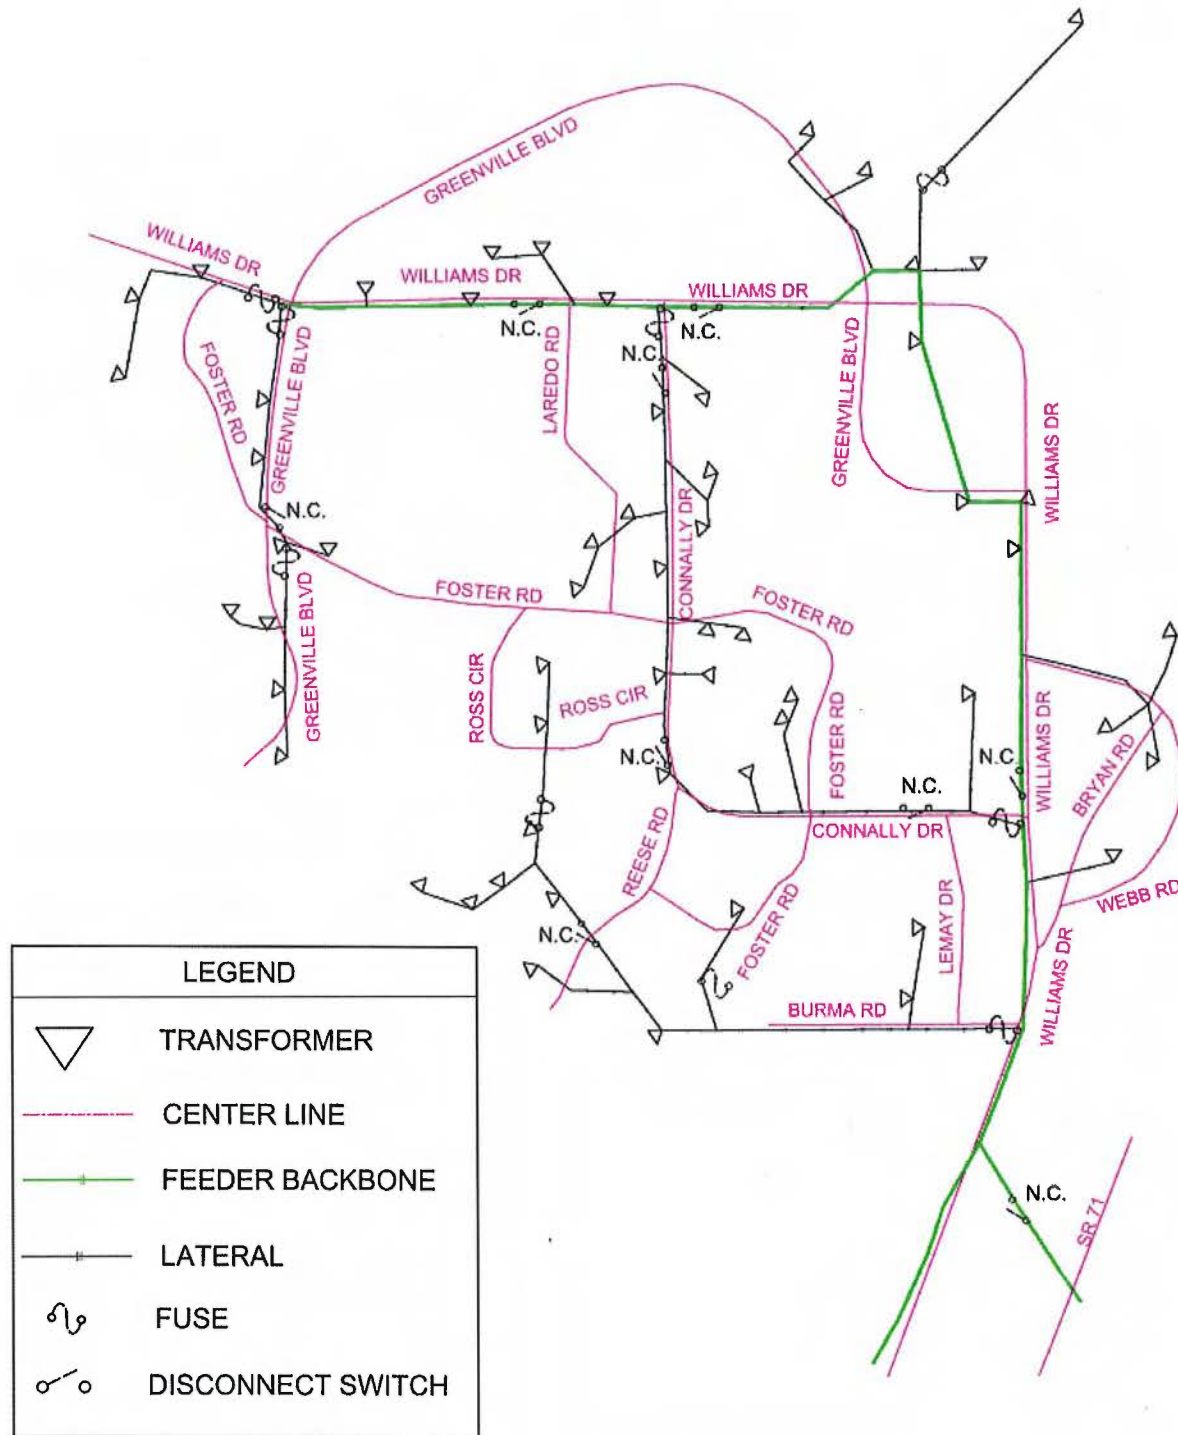 GREENVILLE BLVD
WILLIAMS DR
WILLIAMS DR
WILLIAMS DR
N.C.
N.C.
N.C.
FOSTER RD
GREENVILLE BLVD
LAREDO RD
GREENVILLE BLVD
WILLIAMS DR
N.C.
CONNALLY DR
FOSTER RD
FOSTER RD
GREENVILLE BLVD
ROSS CIR
ROSS CIR
FOSTER RD
WILLIAMS DR
BRYAN RD
N.C.
N.C.
N.C.
CONNALLY DR
REESE RD
WEBB RD
FOSTER RD
LEMAY DR
N.C.
WILLIAMS DR
BURMA RD
N.C.
SR 71
LEGEND
TRANSFORMER
CENTER LINE
FEEDER BACKBONE
LATERAL
FUSE
DISCONNECT SWITCH